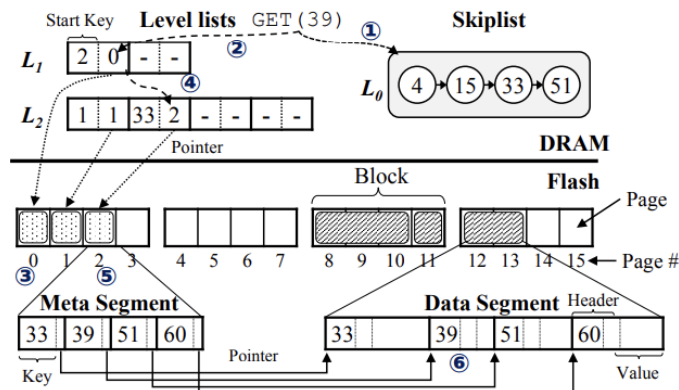 Start Key Level lists GET(39) Skiplist
① ②
L1 2 0 - -
④
L0 4 15 33 51
L2 1 1 33 2 - - - -
Pointer
DRAM
Block Flash
Page
0 1 2 3 4 5 6 7 8 9 10 11 12 13 14 15 Page #
③ ⑤
Meta Segment Data Segment Header
33 39 51 60 33 39 51 60
⑥
Key Pointer Value